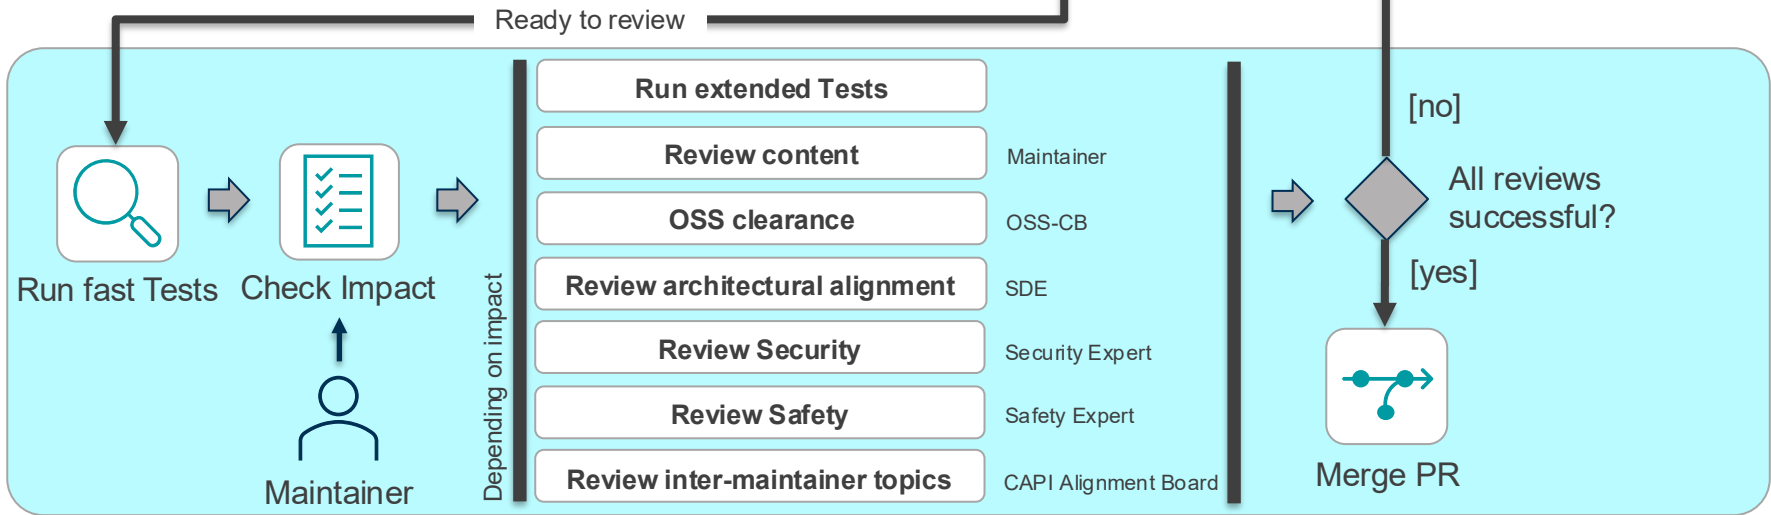 Ready to review
Run fast Tests
Check Impact
Maintainer
Depending on impact
Run extended Tests
Review content
Maintainer
OSS clearance
OSS-CB
Review architectural alignment
SDE
Review Security
Security Expert
Review Safety
Safety Expert
Review inter-maintainer topics
CAPI Alignment Board
[no]
All reviews
successful?
[yes]
Merge PR